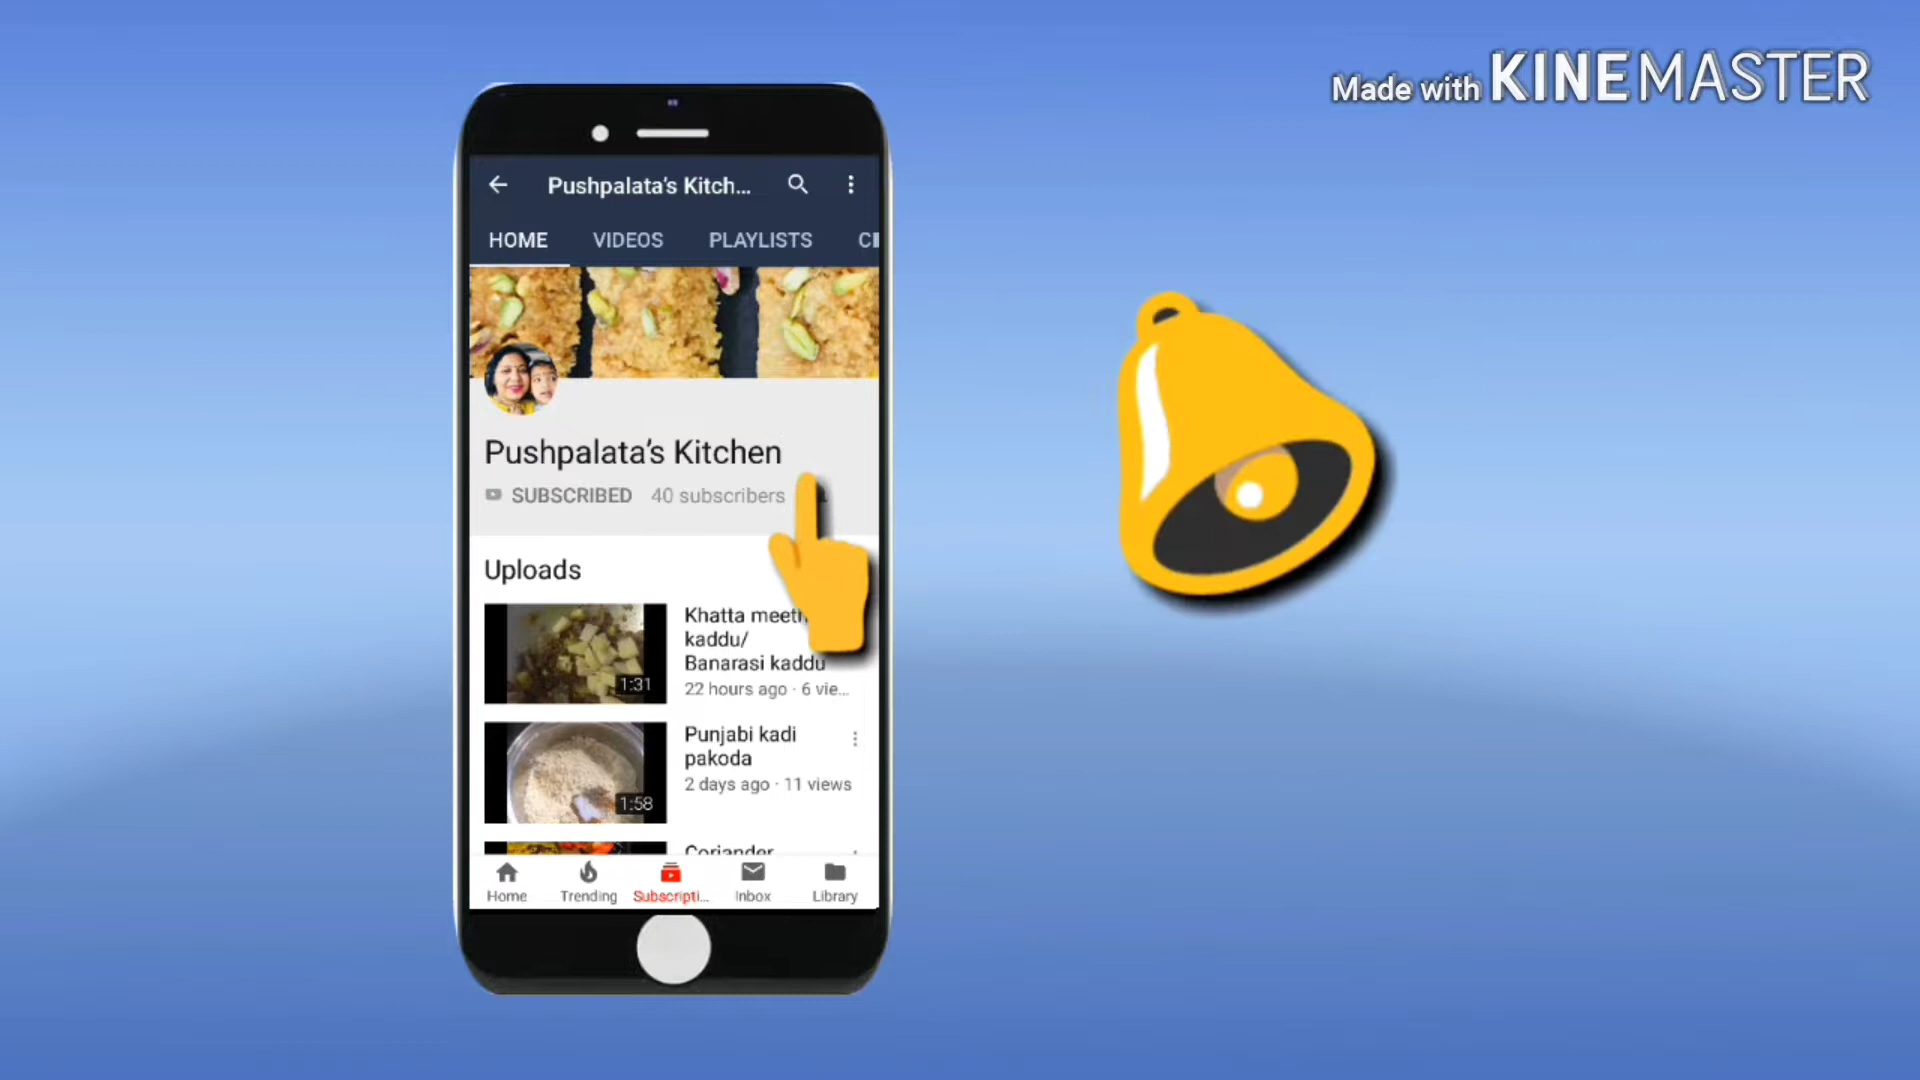 Made with KINEMASTER
Pushpalata's Kitch...
HOME VIDEOS PLAYLISTS
Pushpalata's Kitchen
SUBSCRIBED 40 subscribers
Uploads
Khatta
kaddu/
Banarasi kaddu
22 hours ago · 6 vie...
1:31
Punjabi kadi
pakoda
2 days ago · 11 views
1:58
Coriander
Home Trending Subscripti... Inbox Library